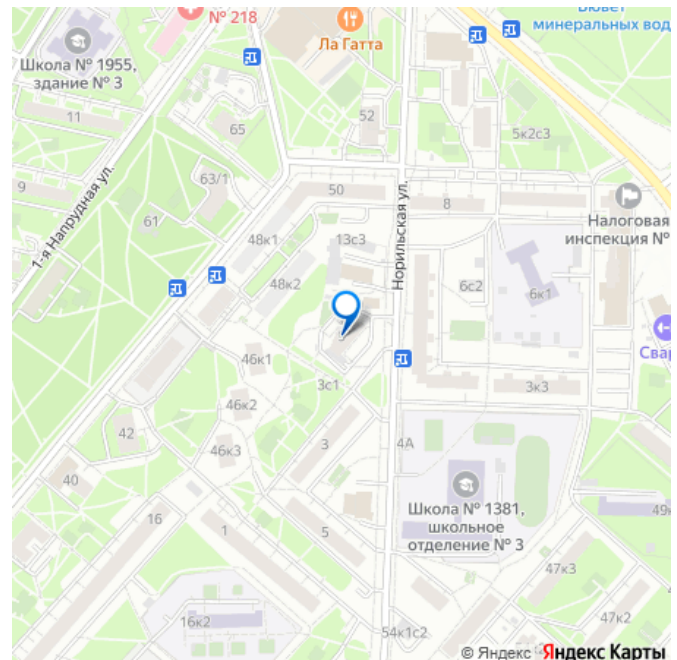 № 218
Ла Гатта
Бювет
минеральных вод
Школа № 1955,
здание № 3
11
65
52
5к2с3
9
1-я Напрудная ул.
63/1
50
8
61
Норильская ул.
Налоговая
инспекция №
48к1
13с3
48к2
6с2
6к1
Свар
46к1
3с1
3к3
46к2
42
46к3
3
4А
40
Школа № 1381,
школьное
отделение № 3
49к
16
1
5
47к3
16к2
54к1с2
47к2
© Яндекс Яндекс Карты